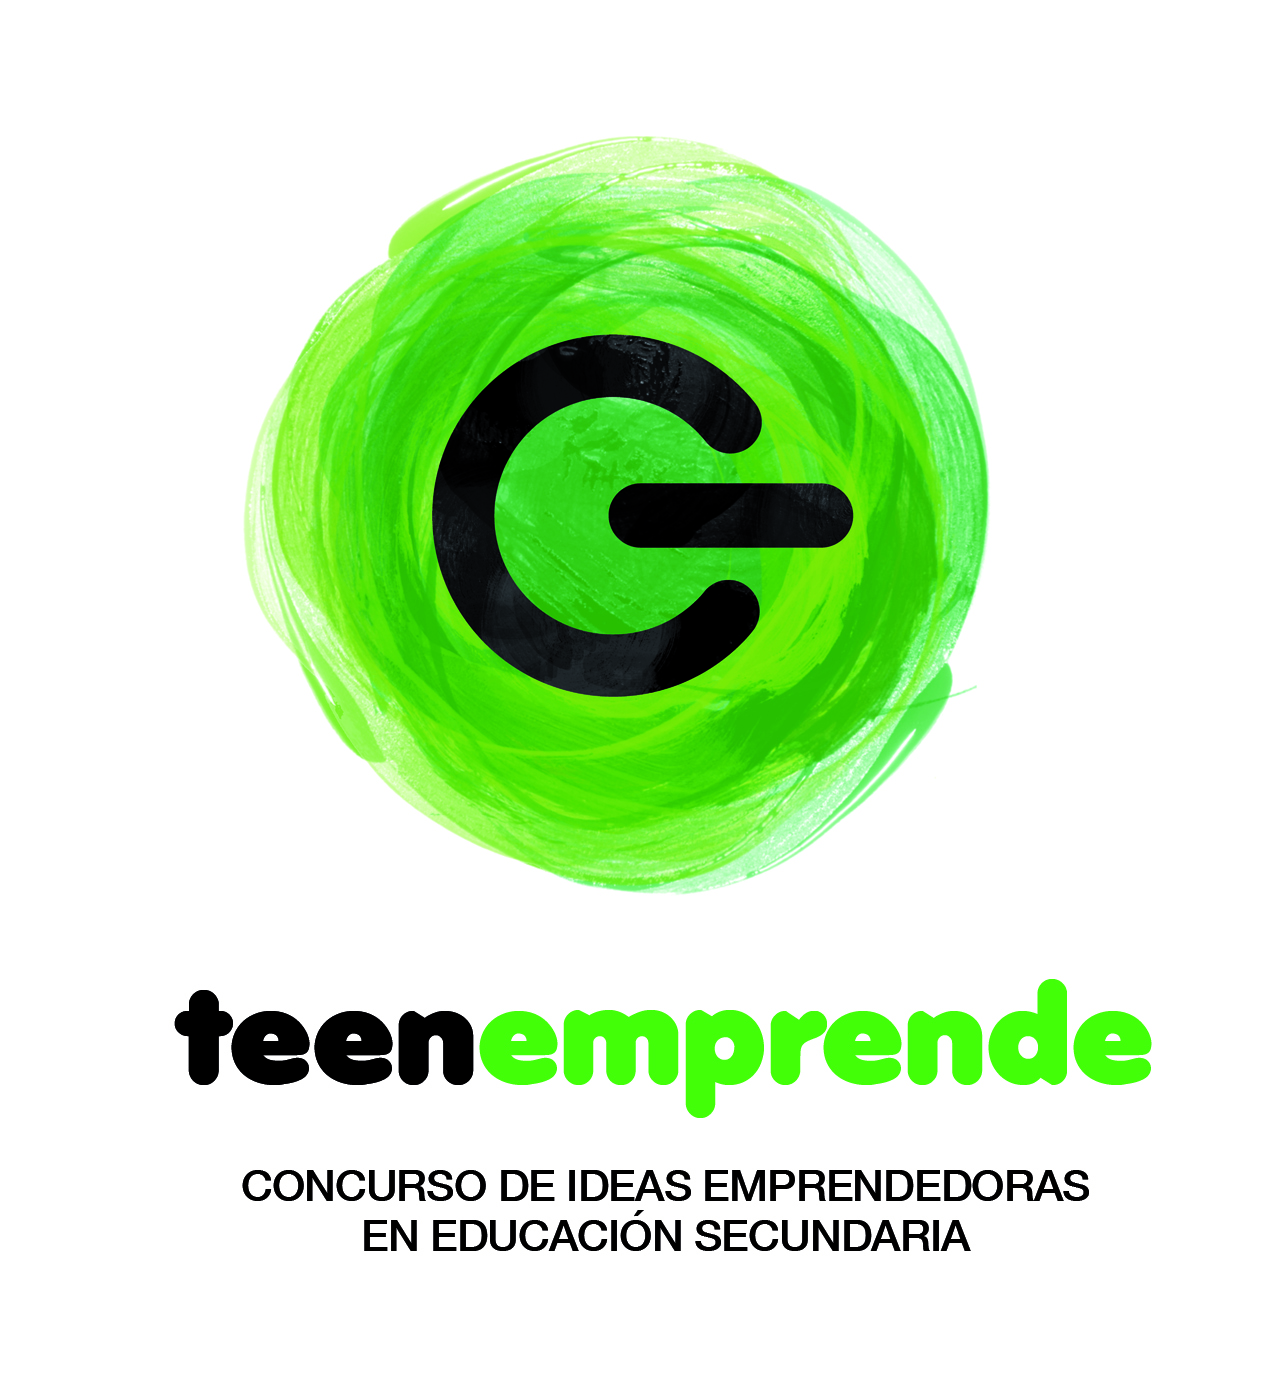 teenemprende
CONCURSO DE IDEAS EMPRENDEDORAS
EN EDUCACIÓN SECUNDARIA